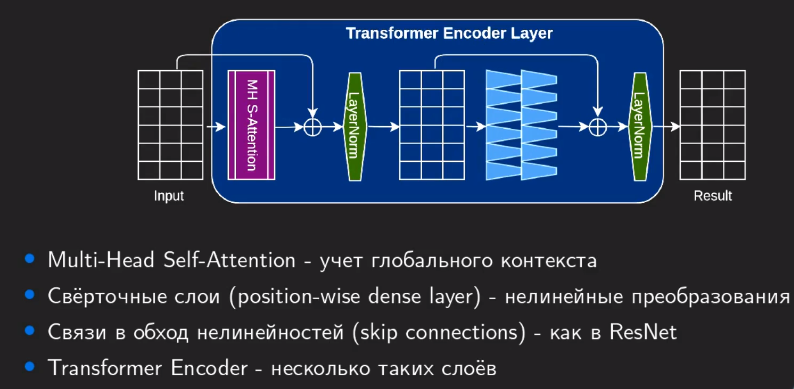 Transformer Encoder Layer
MH S-Attention
LayerNorm
LayerNorm
Input
Result
Multi-Head Self-Attention - учет глобального контекста
Свёрточные слои (position-wise dense layer) - нелинейные преобразования
Связи в обход нелинейностей (skip connections) - как в ResNet
Transformer Encoder - несколько таких слоёв